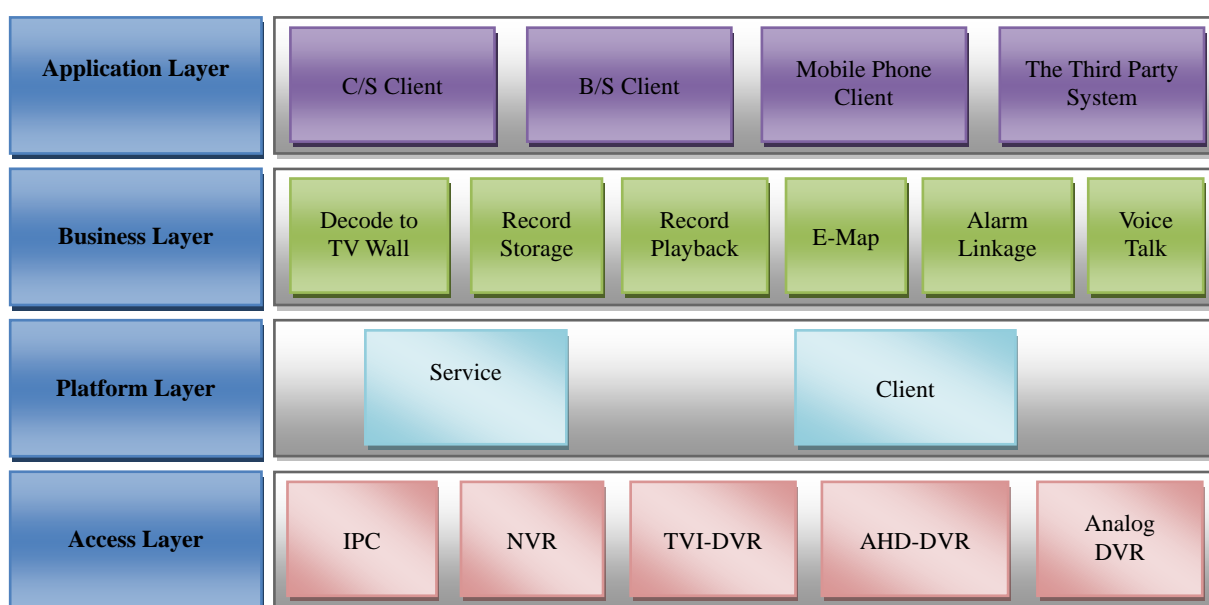 Application Layer
C/S Client
B/S Client
Mobile Phone
Client
The Third Party
System
Business Layer
Decode to
TV Wall
Record
Storage
Record
Playback
E-Map
Alarm
Linkage
Voice
Talk
Platform Layer
Service
Client
Access Layer
IPC
NVR
TVI-DVR
AHD-DVR
Analog
DVR